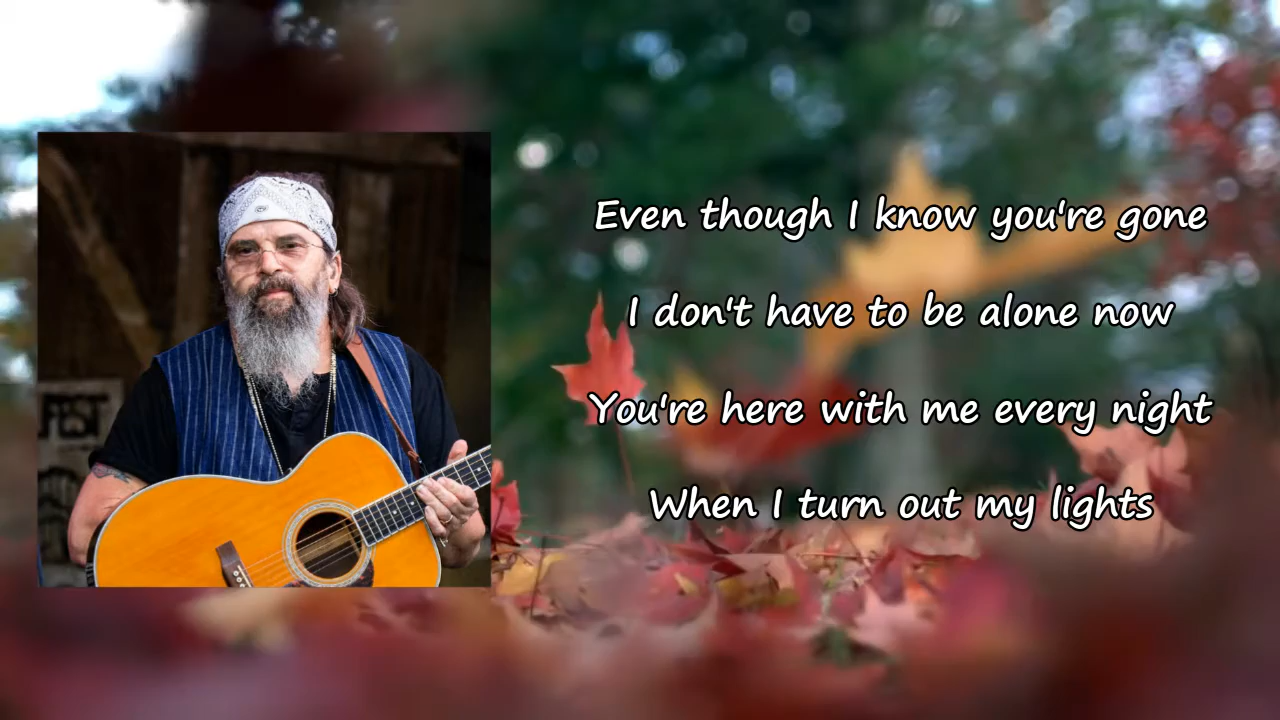 FEST
Even though I know you're gone
I don't have to be alone now
You're here with me every night
When I turn out my lights